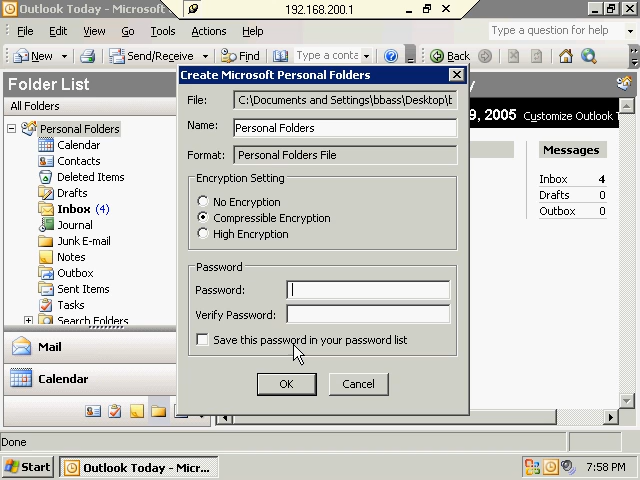 Outlook Today - Microsoft
192.168.200.1
File Edit View Go Tools Actions Help
Type a question for help
New Send/Receive Find Type a conta Back
Folder List
All Folders
Personal Folders
Calendar
Contacts
Deleted Items
Drafts
Inbox (4)
Journal
Junk E-mail
Notes
Outbox
Sent Items
Tasks
Search Folders
Mail
Calendar
Create Microsoft Personal Folders
File: C:\Documents and Settings\bbass\Desktop\b
Name: Personal Folders
Format: Personal Folders File
Encryption Setting
No Encryption
Compressible Encryption
High Encryption
Password
Password:
Verify Password:
Save this password in your password list
OK Cancel
9, 2005 Customize Outlook T
Messages
Inbox 4
Drafts 0
Outbox 0
Done
Start Outlook Today - Micr... 7:58 PM